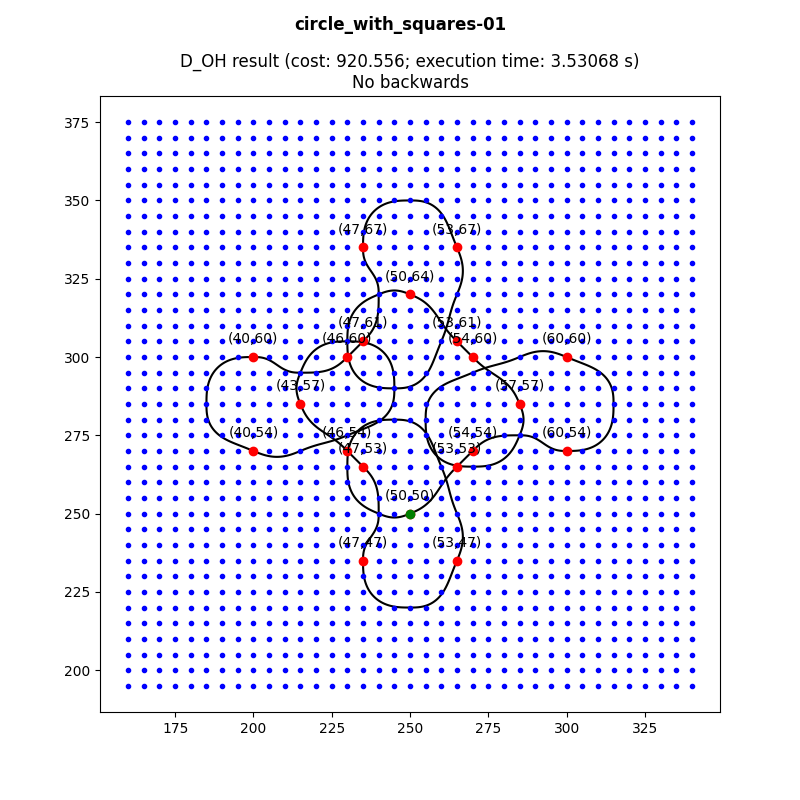 circle_with_squares-01
D_OH result (cost: 920.556; execution time: 3.53068 s)
No backwards
375
350
(47,67) (53,67)
325
(50,64)
(47,61) (53,61)
(40,60) (46,60) (54,60) (60,60)
300
(43,57) (57,57)
275
(40,54) (46,54) (54,54) (60,54)
(47,53) (53,53)
250
(50,50)
(47,47) (53,47)
225
200
175 200 225 250 275 300 325